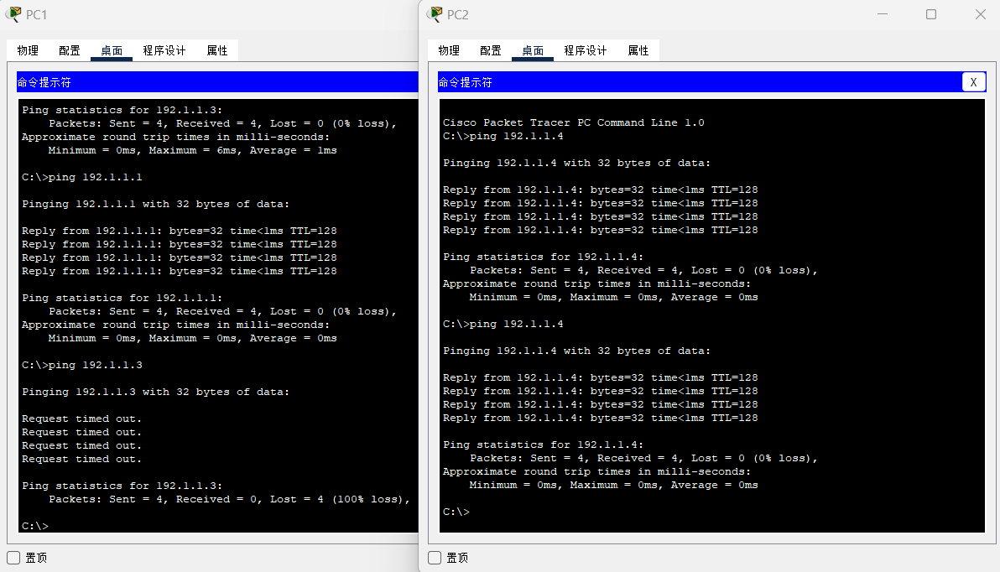 PC1
物理 配置 桌面 程序设计 属性
命令提示符
Ping statistics for 192.1.1.3:
Packets: Sent = 4, Received = 4, Lost = 0 (0% loss),
Approximate round trip times in milli-seconds:
Minimum = 0ms, Maximum = 6ms, Average = 1ms
C:\>ping 192.1.1.1
Pinging 192.1.1.1 with 32 bytes of data:
Reply from 192.1.1.1: bytes=32 time<1ms TTL=128
Reply from 192.1.1.1: bytes=32 time<1ms TTL=128
Reply from 192.1.1.1: bytes=32 time<1ms TTL=128
Reply from 192.1.1.1: bytes=32 time<1ms TTL=128
Ping statistics for 192.1.1.1:
Packets: Sent = 4, Received = 4, Lost = 0 (0% loss),
Approximate round trip times in milli-seconds:
Minimum = 0ms, Maximum = 0ms, Average = 0ms
C:\>ping 192.1.1.3
Pinging 192.1.1.3 with 32 bytes of data:
Request timed out.
Request timed out.
Request timed out.
Request timed out.
Ping statistics for 192.1.1.3:
Packets: Sent = 4, Received = 0, Lost = 4 (100% loss),
C:\>
置顶
PC2
物理 配置 桌面 程序设计 属性
命令提示符 X
Cisco Packet Tracer PC Command Line 1.0
C:\>ping 192.1.1.4
Pinging 192.1.1.4 with 32 bytes of data:
Reply from 192.1.1.4: bytes=32 time<1ms TTL=128
Reply from 192.1.1.4: bytes=32 time<1ms TTL=128
Reply from 192.1.1.4: bytes=32 time<1ms TTL=128
Reply from 192.1.1.4: bytes=32 time<1ms TTL=128
Ping statistics for 192.1.1.4:
Packets: Sent = 4, Received = 4, Lost = 0 (0% loss),
Approximate round trip times in milli-seconds:
Minimum = 0ms, Maximum = 0ms, Average = 0ms
C:\>ping 192.1.1.4
Pinging 192.1.1.4 with 32 bytes of data:
Reply from 192.1.1.4: bytes=32 time<1ms TTL=128
Reply from 192.1.1.4: bytes=32 time<1ms TTL=128
Reply from 192.1.1.4: bytes=32 time<1ms TTL=128
Reply from 192.1.1.4: bytes=32 time<1ms TTL=128
Ping statistics for 192.1.1.4:
Packets: Sent = 4, Received = 4, Lost = 0 (0% loss),
Approximate round trip times in milli-seconds:
Minimum = 0ms, Maximum = 0ms, Average = 0ms
C:\>
置顶